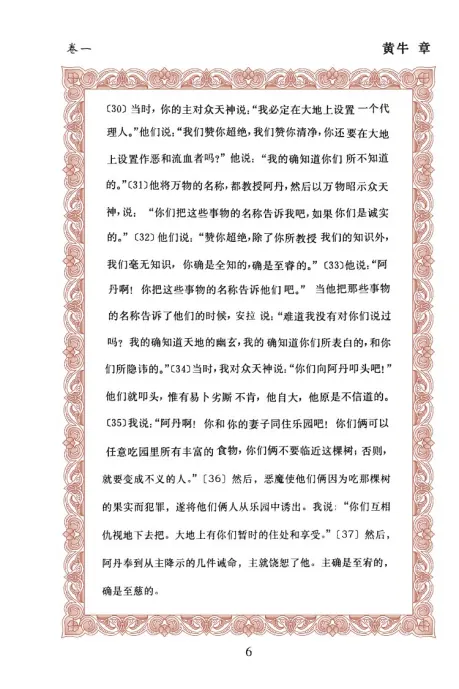 卷一
黄牛 章
〔30〕当时，你的主对众天神说：“我必定在大地上设置一个代
理人。”他们说：“我们赞你超绝，我们赞你清净，你还要在大地
上设置作恶和流血者吗？”他说：“我的确知道你们所不知道
的。”〔31〕他将万物的名称，都教授阿丹，然后以万物昭示众天
神，说：“你们把这些事物的名称告诉我吧，如果你们是诚实
的。”〔32〕他们说：“赞你超绝，除了你所教授我们的知识外，
我们毫无知识，你确是全知的，确是至睿的。”〔33〕他说：“阿
丹啊！你把这些事物的名称告诉他们吧。”当他把那些事物
的名称告诉了他们的时候，安拉说：“难道我没有对你们说过
吗？我的确知道天地的幽玄，我的确知道你们所表白的，和你
们所隐讳的。”〔34〕当时，我对众天神说：“你们向阿丹叩头吧！”
他们就叩头，惟有易卜劣厮不肯，他自大，他原是不信道的。
〔35〕我说：“阿丹啊！你和你的妻子同住乐园吧！你们俩可以
任意吃园里所有丰富的食物，你们俩不要临近这棵树；否则，
就要变成不义的人。”〔36〕然后，恶魔使他们俩因为吃那棵树
的果实而犯罪，遂将他们俩人从乐园中诱出。我说：“你们互相
仇视地下去把。大地上有你们暂时的住处和享受。”〔37〕然后，
阿丹奉到从主降示的几件诫命，主就饶恕了他。主确是至宥的，
确是至慈的。
6